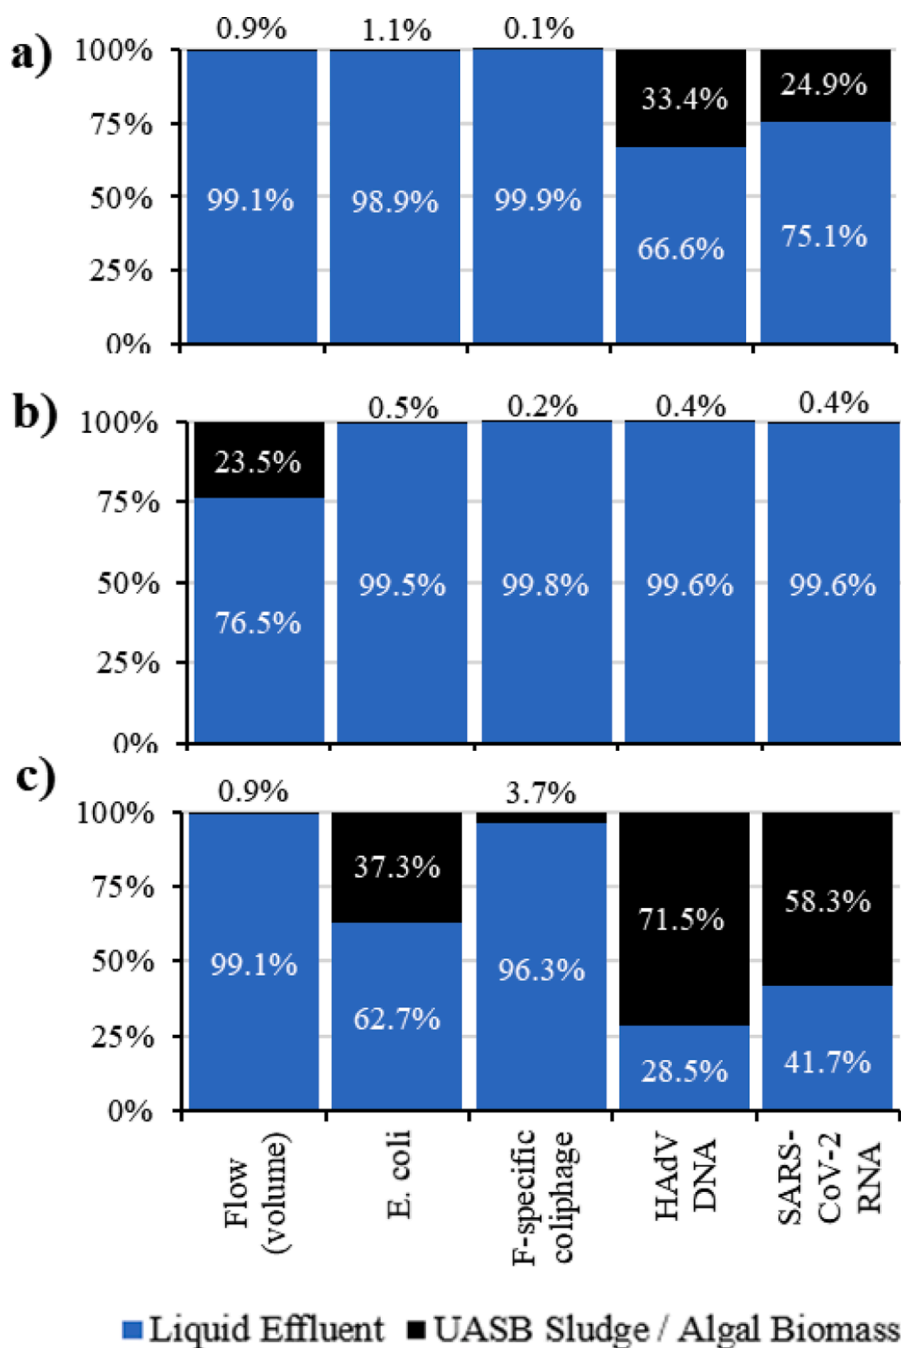 a)
0.9% 1.1% 0.1%
100%
33.4% 24.9%
75%
99.1% 98.9% 99.9%
50%
66.6% 75.1%
25%
0%
b)
0.5% 0.2% 0.4% 0.4%
100%
23.5%
75%
99.5% 99.8% 99.6% 99.6%
50%
76.5%
25%
0%
c)
0.9% 3.7%
100%
37.3%
75%
71.5% 58.3%
99.1% 96.3%
50%
62.7%
25%
28.5% 41.7%
0%
Flow
(volume)
E. coli
F-specific
coliphage
HAdV
DNA
SARS-
CoV-2
RNA
Liquid Effluent UASB Sludge / Algal Biomass